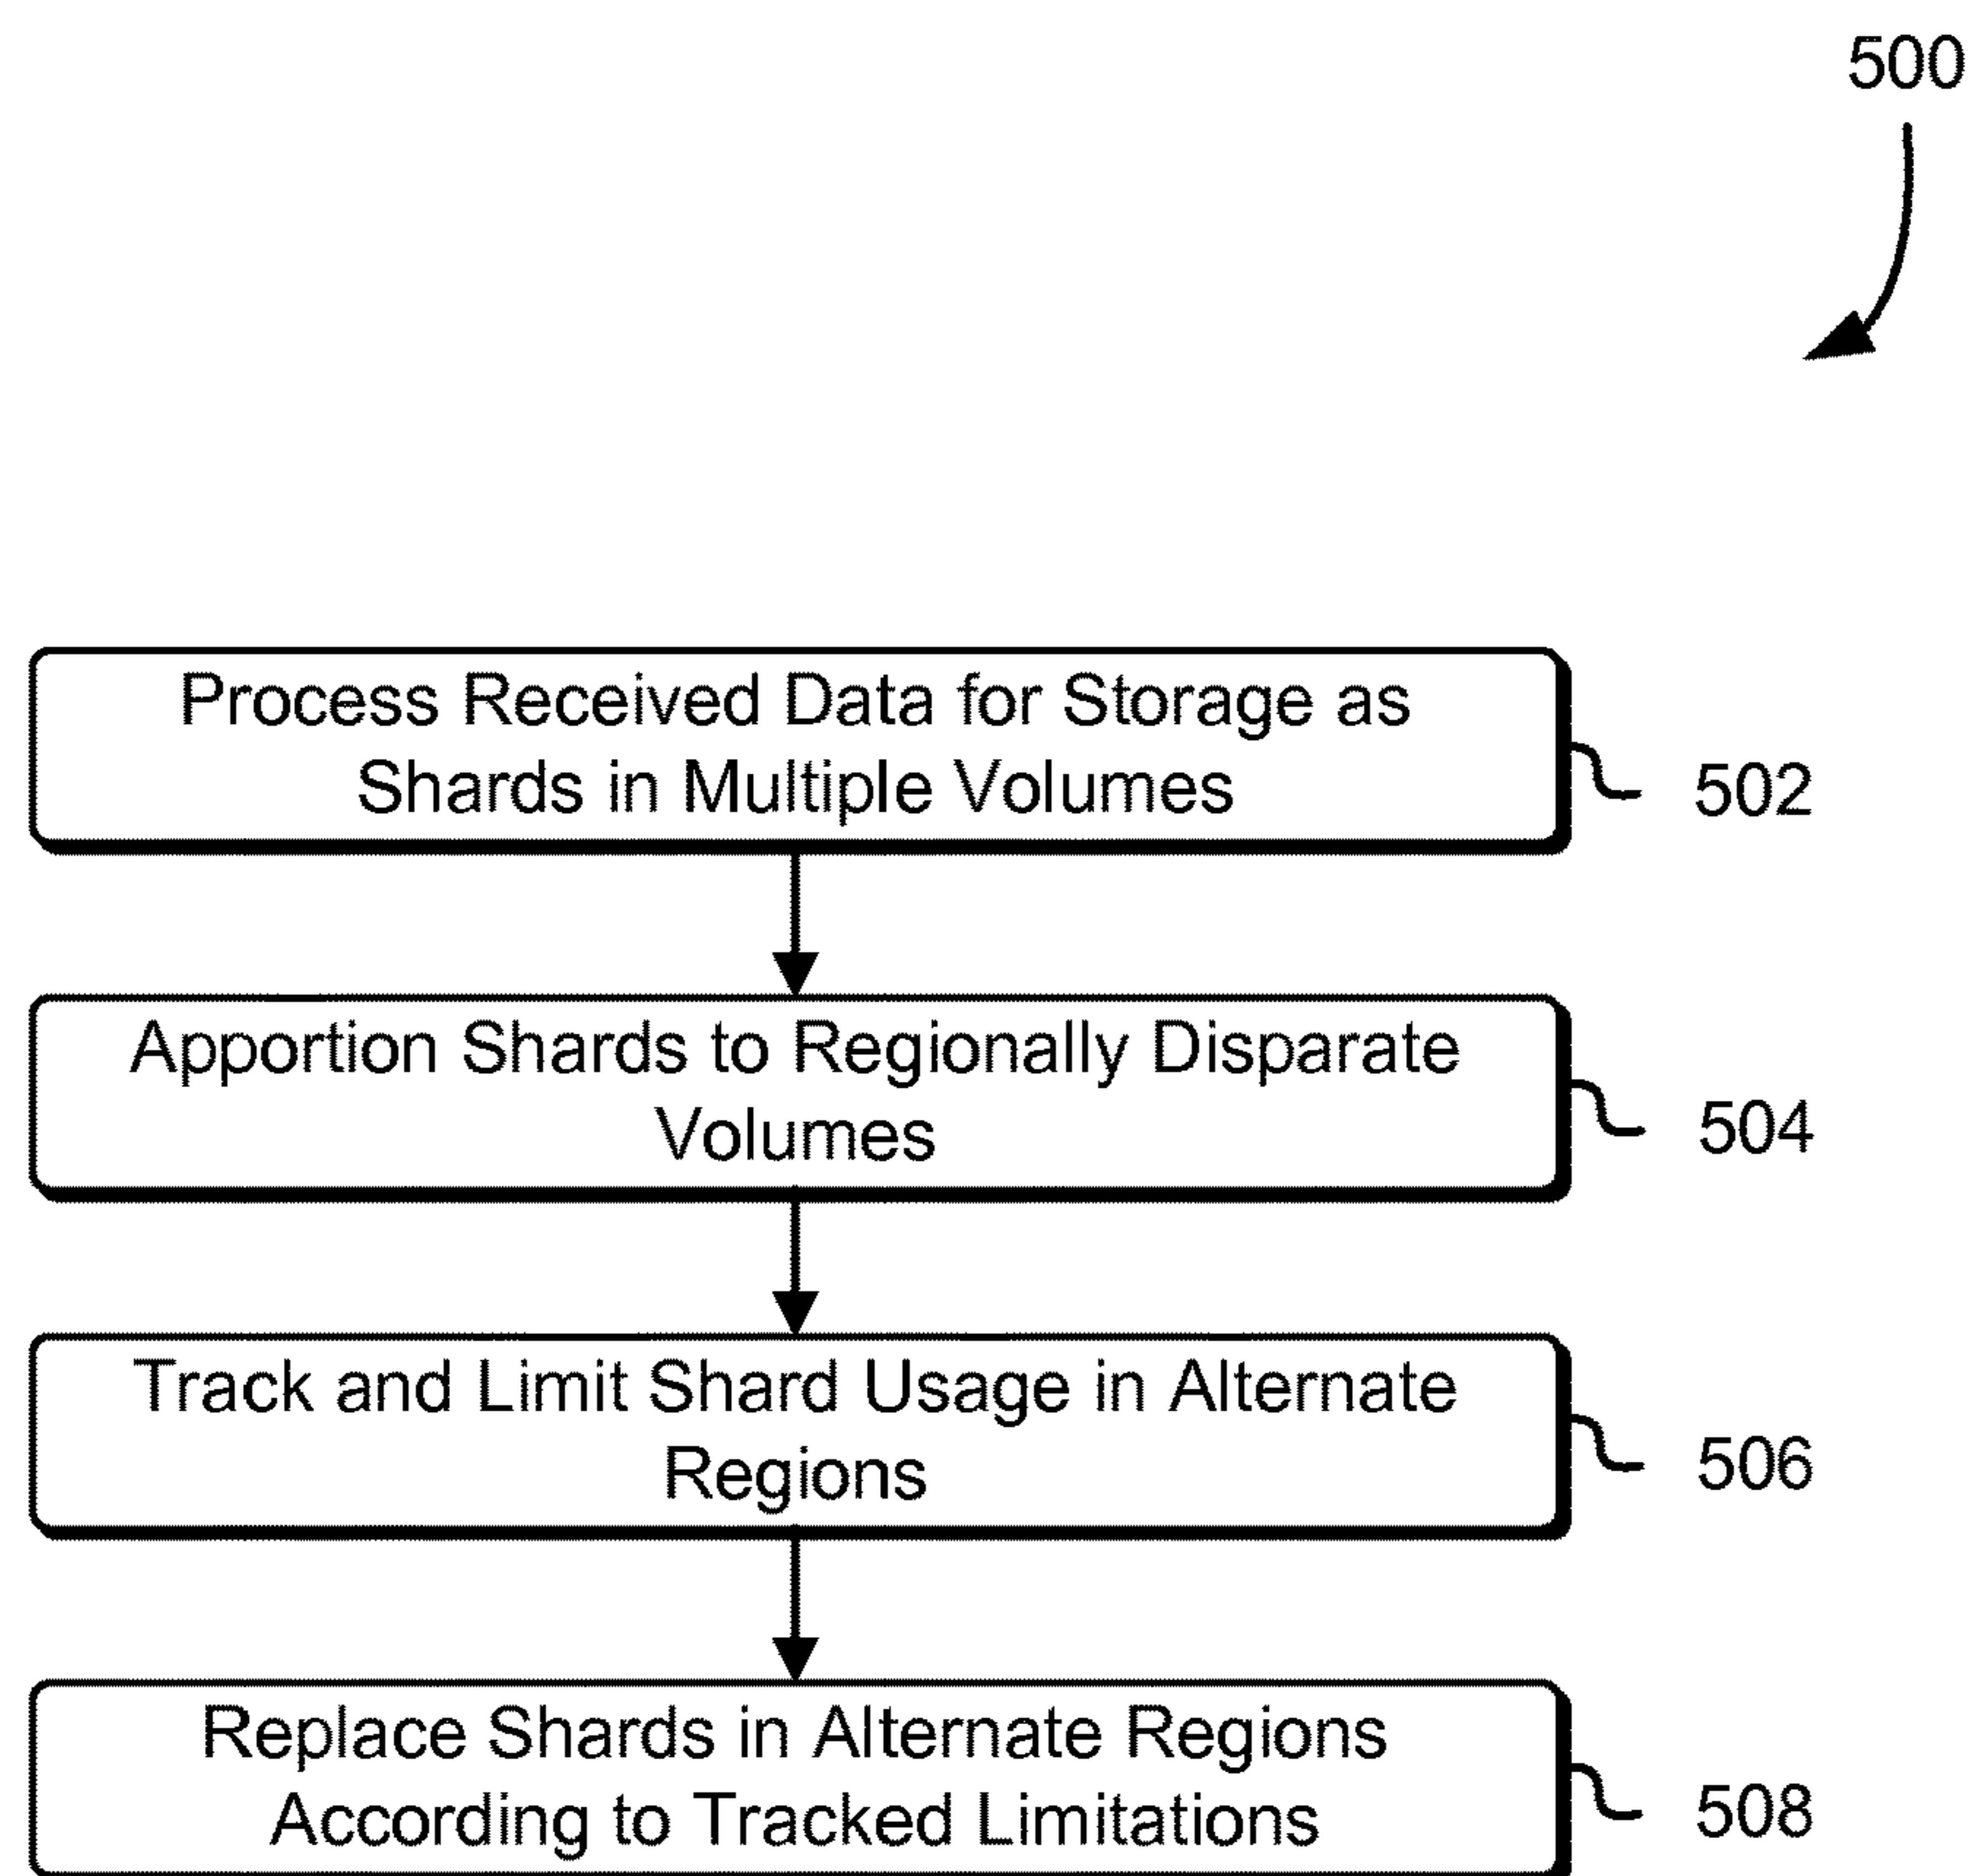 500
Process Received Data for Storage as
Shards in Multiple Volumes
502
Apportion Shards to Regionally Disparate
Volumes
504
Track and Limit Shard Usage in Alternate
Regions
506
Replace Shards in Alternate Regions
According to Tracked Limitations
508